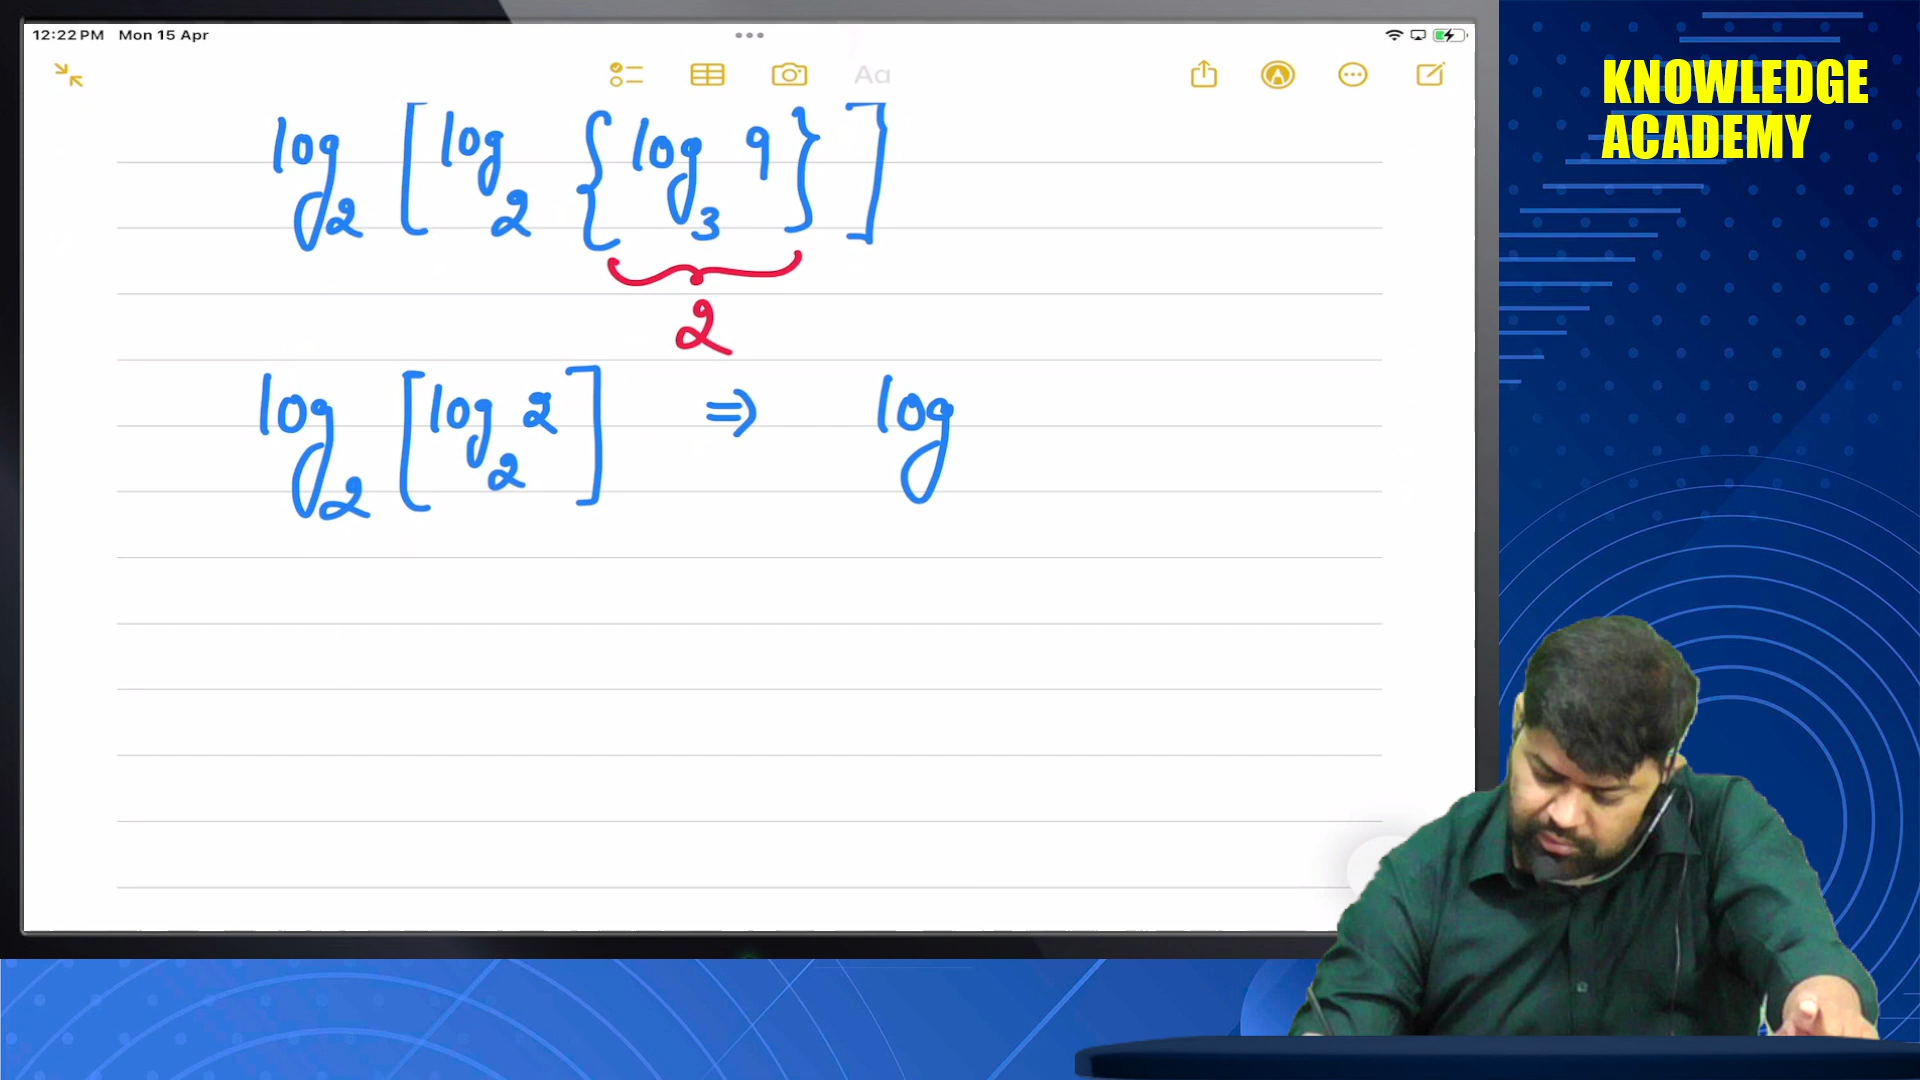 12:22 PM Mon 15 Apr
Aa
KNOWLEDGE
ACADEMY
log₂ [ log₂ { log₃ 9 } ]
2
log₂ [ log₂ 2 ] ⇒ log